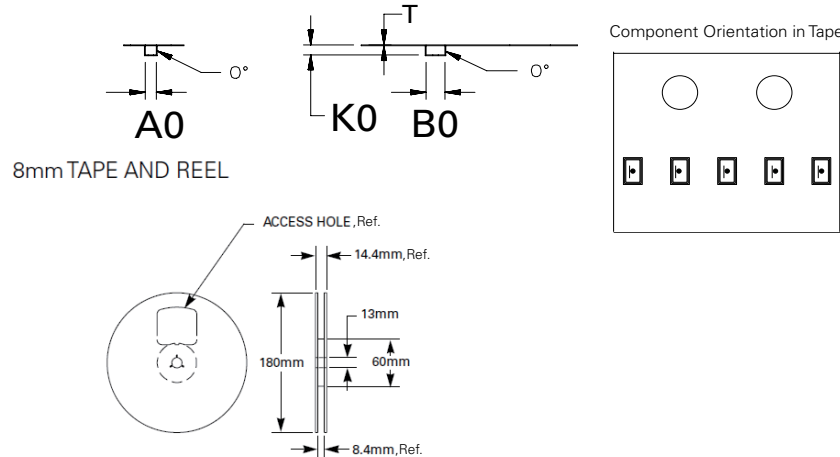 T
Component Orientation in Tape
O°
O°
A0
K0
B0
8mm TAPE AND REEL
ACCESS HOLE, Ref.
14.4mm, Ref.
13mm
180mm
60mm
8.4mm, Ref.